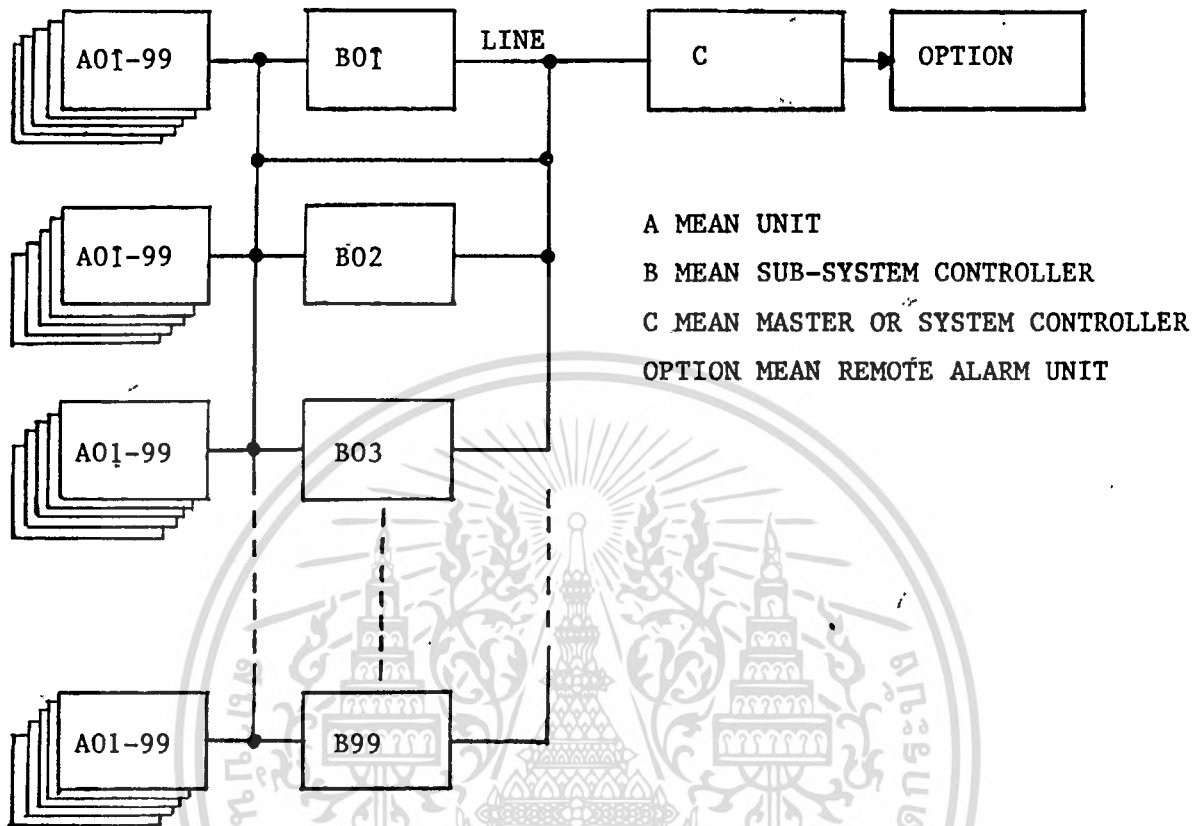 A01-99
B01
LINE
C
OPTION
A01-99
B02
A MEAN UNIT
B MEAN SUB-SYSTEM CONTROLLER
C MEAN MASTER OR SYSTEM CONTROLLER
OPTION MEAN REMOTE ALARM UNIT
A01-99
B03
A01-99
B99